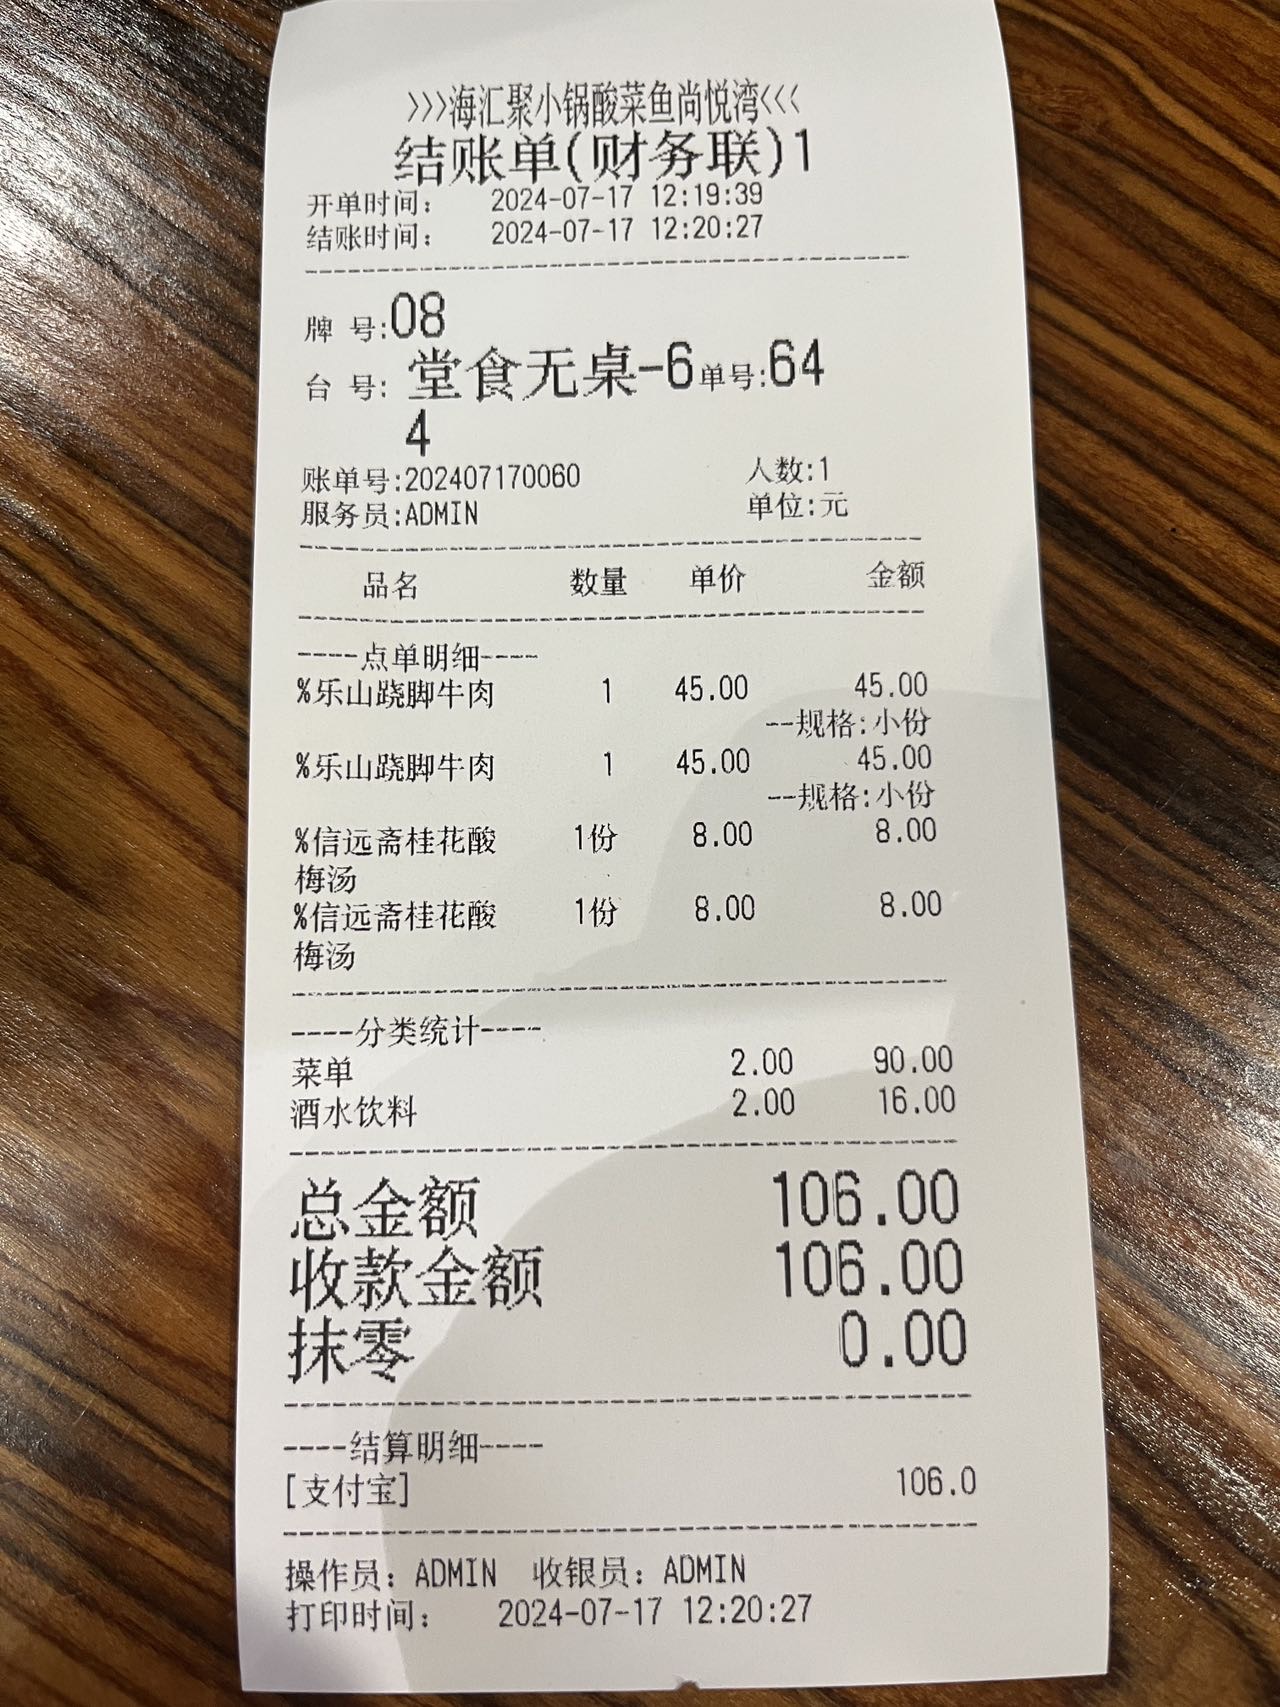 >>>海汇聚小锅酸菜鱼尚悦湾<<<
结账单(财务联)1
开单时间: 2024-07-17 12:19:39
结账时间: 2024-07-17 12:20:27
牌 号:08
台 号: 堂食无桌-6单号:64
4
账单号:202407170060 人数:1
服务员:ADMIN 单位:元
品名 数量 单价 金额
----点单明细----
%乐山跷脚牛肉 1 45.00 45.00
--规格:小份
%乐山跷脚牛肉 1 45.00 45.00
--规格:小份
%信远斋桂花酸 1份 8.00 8.00
梅汤
%信远斋桂花酸 1份 8.00 8.00
梅汤
----分类统计----
菜单 2.00 90.00
酒水饮料 2.00 16.00
总金额 106.00
收款金额 106.00
抹零 0.00
----结算明细----
[支付宝] 106.0
操作员: ADMIN 收银员: ADMIN
打印时间: 2024-07-17 12:20:27